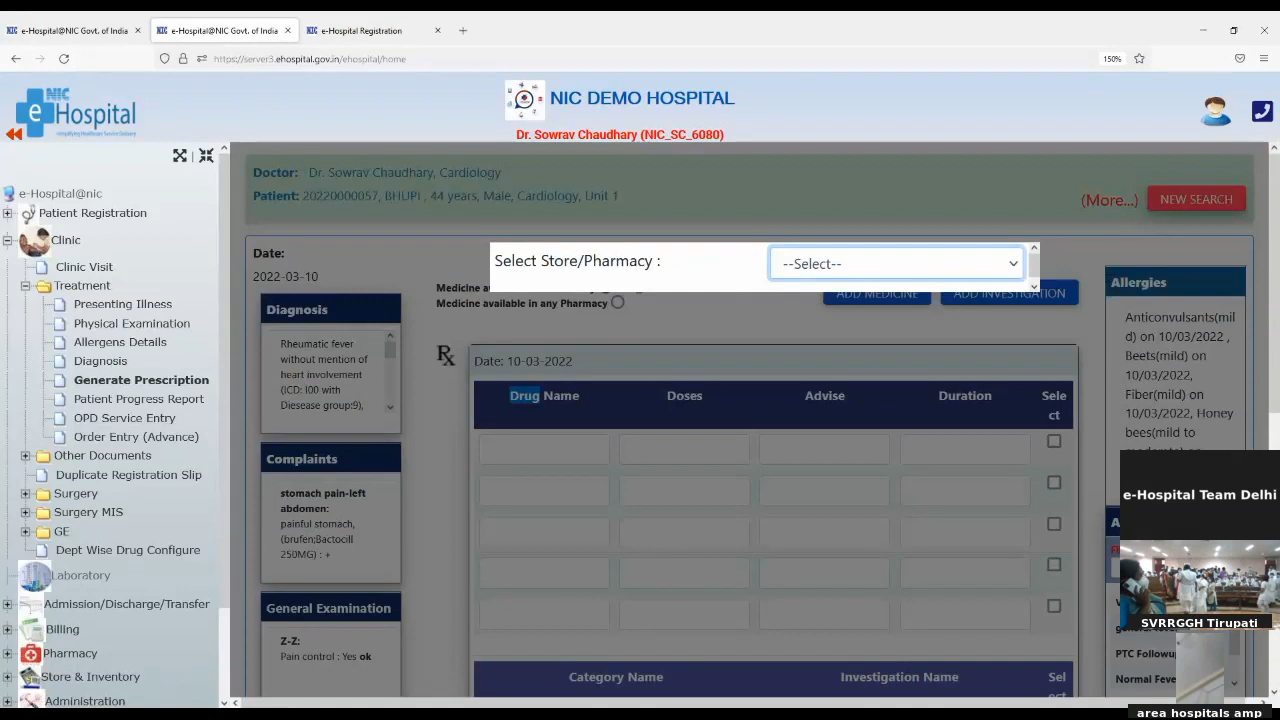 NIC e-Hospital@NIC Govt. of India
NIC e-Hospital@NIC Govt. of India
NIC e-Hospital Registration
https://server3.ehospital.gov.in/ehospital/home
150%
NIC
eHospital
NIC DEMO HOSPITAL
Dr. Sowrav Chaudhary (NIC_SC_6080)
e-Hospital@nic
Patient Registration
Clinic
Clinic Visit
Treatment
Presenting Illness
Physical Examination
Allergens Details
Diagnosis
Generate Prescription
Patient Progress Report
OPD Service Entry
Order Entry (Advance)
Other Documents
Duplicate Registration Slip
Surgery
Surgery MIS
GE
Dept Wise Drug Configure
Laboratory
Admission/Discharge/Transfer
Billing
Pharmacy
Store & Inventory
Administration
Doctor: Dr. Sowrav Chaudhary, Cardiology
Patient: 20220000057, BHUPI , 44 years, Male, Cardiology, Unit 1
(More...)
NEW SEARCH
Date:
2022-03-10
Select Store/Pharmacy :
--Select--
Medicine
Medicine available in any Pharmacy
ADD MEDICINE
ADD INVESTIGATION
Diagnosis
Rheumatic fever
without mention of
heart involvement
(ICD: I00 with
Diesease group:9),
Complaints
stomach pain-left
abdomen:
painful stomach,
(brufen;Bactocill
250MG) : +
General Examination
Z-Z:
Pain control : Yes ok
Rx
Date: 10-03-2022
Drug Name
Doses
Advise
Duration
Sele
ct
Category Name
Investigation Name
Sel
ect
Allergies
Anticonvulsants(mil
d) on 10/03/2022 ,
Beets(mild) on
10/03/2022,
Fiber(mild) on
10/03/2022, Honey
bees(mild to
e-Hospital Team Delhi
SVRRGGH Tirupati
PTC Followup
Normal Feve
area hospitals amp